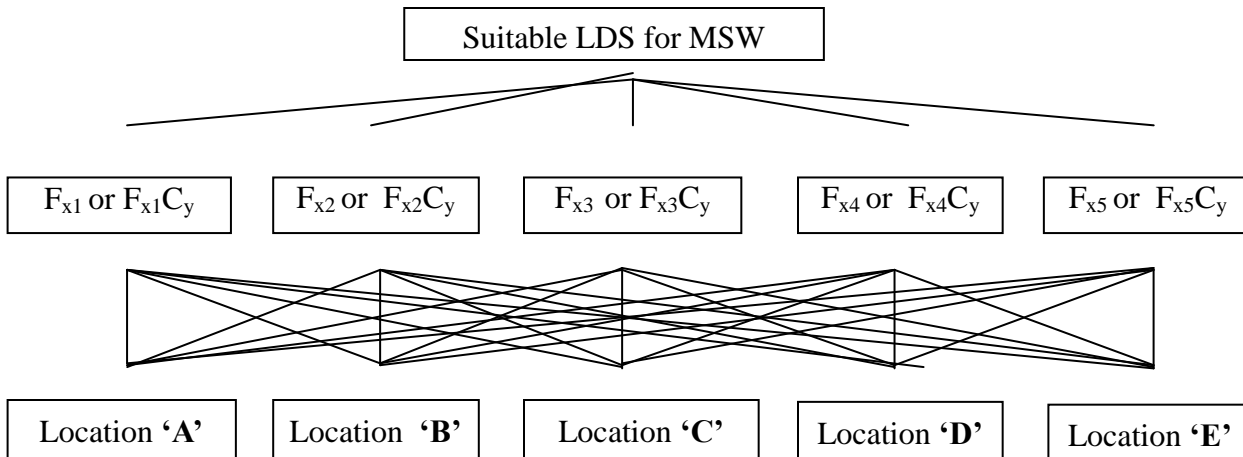 Suitable LDS for MSW
Fx1 or Fx1Cy
Fx2 or Fx2Cy
Fx3 or Fx3Cy
Fx4 or Fx4Cy
Fx5 or Fx5Cy
Location ‘A’
Location ‘B’
Location ‘C’
Location ‘D’
Location ‘E’